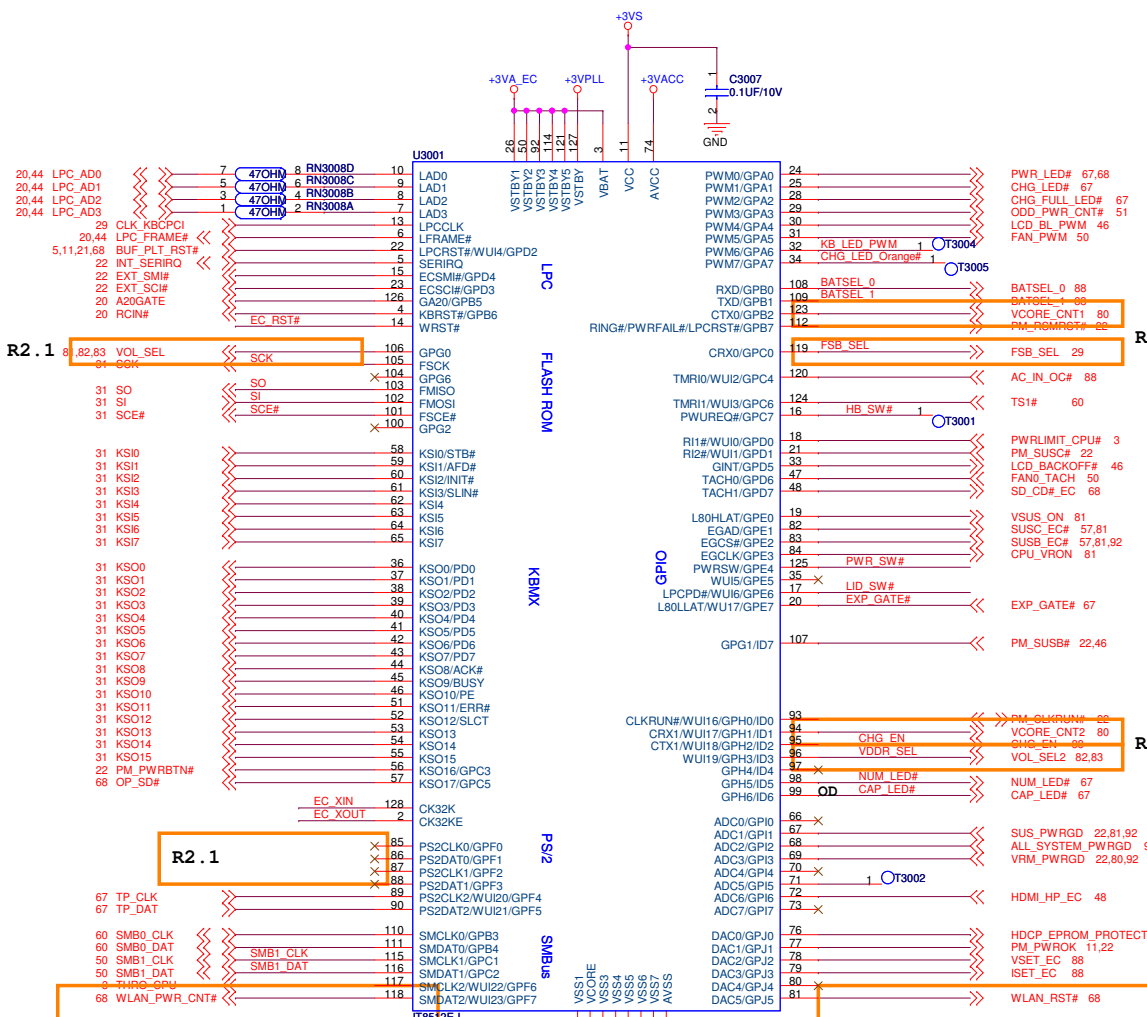 +3VS
C3007
0.1UF/10V
1
2
GND
+3VA_EC
+3VPLL
+3VACC
26 50 92 114 121 127 3 11 74
VSTBY1 VSTBY2 VSTBY3 VSTBY4 VSTBY5 VSTBY VBAT VCC AVCC
U3001
20,44 LPC_AD0 7 47OHM 8 RN3008D 10 LAD0
20,44 LPC_AD1 5 47OHM 6 RN3008C 9 LAD1
20,44 LPC_AD2 3 47OHM 4 RN3008B 8 LAD2
20,44 LPC_AD3 1 47OHM 2 RN3008A 7 LAD3
29 CLK_KBCPCI 13 LPCCLK
20,44 LPC_FRAME# 6 LFRAME#
5,11,21,68 BUF_PLT_RST# 22 LPCRST#/WUI4/GPD2
22 INT_SERIRQ 5 SERIRQ
22 EXT_SMI# 15 ECSMI#/GPD4
22 EXT_SCI# 23 ECSCI#/GPD3
20 A20GATE 126 GA20/GPB5
20 RCIN# 4 KBRST#/GPB6
EC_RST# 14 WRST#
LPC
R2.1
,82,83 VOL_SEL 106 GPG0
31 SCK SCK 105 FSCK
104 GPG6
31 SO SO 103 FMISO
31 SI SI 102 FMOSI
31 SCE# SCE# 101 FSCE#
100 GPG2
FLASH ROM
31 KSI0 58 KSI0/STB#
31 KSI1 59 KSI1/AFD#
31 KSI2 60 KSI2/INIT#
31 KSI3 61 KSI3/SLIN#
31 KSI4 62 KSI4
31 KSI5 63 KSI5
31 KSI6 64 KSI6
31 KSI7 65 KSI7
31 KSO0 36 KSO0/PD0
31 KSO1 37 KSO1/PD1
31 KSO2 38 KSO2/PD2
31 KSO3 39 KSO3/PD3
31 KSO4 40 KSO4/PD4
31 KSO5 41 KSO5/PD5
31 KSO6 42 KSO6/PD6
31 KSO7 43 KSO7/PD7
31 KSO8 44 KSO8/ACK#
31 KSO9 45 KSO9/BUSY
31 KSO10 46 KSO10/PE
31 KSO11 51 KSO11/ERR#
31 KSO12 52 KSO12/SLCT
31 KSO13 53 KSO13
31 KSO14 54 KSO14
31 KSO15 55 KSO15
22 PM_PWRBTN# 56 KSO16/GPC3
68 OP_SD# 57 KSO17/GPC5
KBMX
EC_XIN 128 CK32K
EC_XOUT 2 CK32KE
R2.1
85 PS2CLK0/GPF0
86 PS2DAT0/GPF1
87 PS2CLK1/GPF2
88 PS2DAT1/GPF3
67 TP_CLK 89 PS2CLK2/WUI20/GPF4
67 TP_DAT 90 PS2DAT2/WUI21/GPF5
PS/2
60 SMB0_CLK 110 SMCLK0/GPB3
60 SMB0_DAT 111 SMDAT0/GPB4
50 SMB1_CLK SMB1_CLK 115 SMCLK1/GPC1
50 SMB1_DAT SMB1_DAT 116 SMDAT1/GPC2
3 THRO_CPU 117 SMCLK2/WUI22/GPF6
68 WLAN_PWR_CNT# 118 SMDAT2/WUI23/GPF7
SMBus
IT8512E
PWM0/GPA0 24 PWR_LED# 67,68
PWM1/GPA1 25 CHG_LED# 67
PWM2/GPA2 28 CHG_FULL_LED# 67
PWM3/GPA3 29 ODD_PWR_CNT# 51
PWM4/GPA4 30 LCD_BL_PWM 46
PWM5/GPA5 31 FAN_PWM 50
PWM6/GPA6 32 KB_LED_PWM 1 T3004
PWM7/GPA7 34 CHG_LED_Orange# 1 T3005
RXD/GPB0 108 BATSEL_0 BATSEL_0 88
TXD/GPB1 109 BATSEL_1 BATSEL_1 88
CTX0/GPB2 123 VCORE_CNT1 80
RING#/PWRFAIL#/LPCRST#/GPB7 112 PM_RSMRST# 22
R
CRX0/GPC0 119 FSB_SEL FSB_SEL 29
TMRI0/WUI2/GPC4 120 AC_IN_OC# 88
TMRI1/WUI3/GPC6 124 TS1# 60
PWUREQ#/GPC7 16 HB_SW# 1 T3001
RI1#/WUI0/GPD0 18 PWRLIMIT_CPU# 3
RI2#/WUI1/GPD1 21 PM_SUSC# 22
GINT/GPD5 33 LCD_BACKOFF# 46
TACH0/GPD6 47 FAN0_TACH 50
TACH1/GPD7 48 SD_CD#_EC 68
L80HLAT/GPE0 19 VSUS_ON 81
EGAD/GPE1 82 SUSC_EC# 57,81
EGCS#/GPE2 83 SUSB_EC# 57,81,92
EGCLK/GPE3 84 CPU_VRON 81
PWRSW/GPE4 125 PWR_SW#
WUI5/GPE5 35
LPCPD#/WUI6/GPE6 17 LID_SW#
L80LLAT/WU17/GPE7 20 EXP_GATE# EXP_GATE# 67
GPIO
GPG1/ID7 107 PM_SUSB# 22,46
CLKRUN#/WUI16/GPH0/ID0 93 PM_CLKRUN# 22
CRX1/WUI17/GPH1/ID1 94 VCORE_CNT2 80
CTX1/WUI18/GPH2/ID2 95 CHG_EN CHG_EN 88
R
WUI19/GPH3/ID3 96 VDDR_SEL VOL_SEL2 82,83
GPH4/ID4 97
GPH5/ID5 98 NUM_LED# NUM_LED# 67
GPH6/ID6 99 OD CAP_LED# CAP_LED# 67
ADC0/GPI0 66
ADC1/GPI1 67 SUS_PWRGD 22,81,92
ADC2/GPI2 68 ALL_SYSTEM_PWRGD 9
ADC3/GPI3 69 VRM_PWRGD 22,80,92
ADC4/GPI4 70
ADC5/GPI5 71 1 T3002
ADC6/GPI6 72 HDMI_HP_EC 48
ADC7/GPI7 73
DAC0/GPJ0 76 HDCP_EPROM_PROTECT
DAC1/GPJ1 77 PM_PWROK 11,22
DAC2/GPJ2 78 VSET_EC 88
DAC3/GPJ3 79 ISET_EC 88
DAC4/GPJ4 80
DAC5/GPJ5 81 WLAN_RST# 68
VSS1 VCORE VSS3 VSS4 VSS5 VSS6 VSS7 AVSS